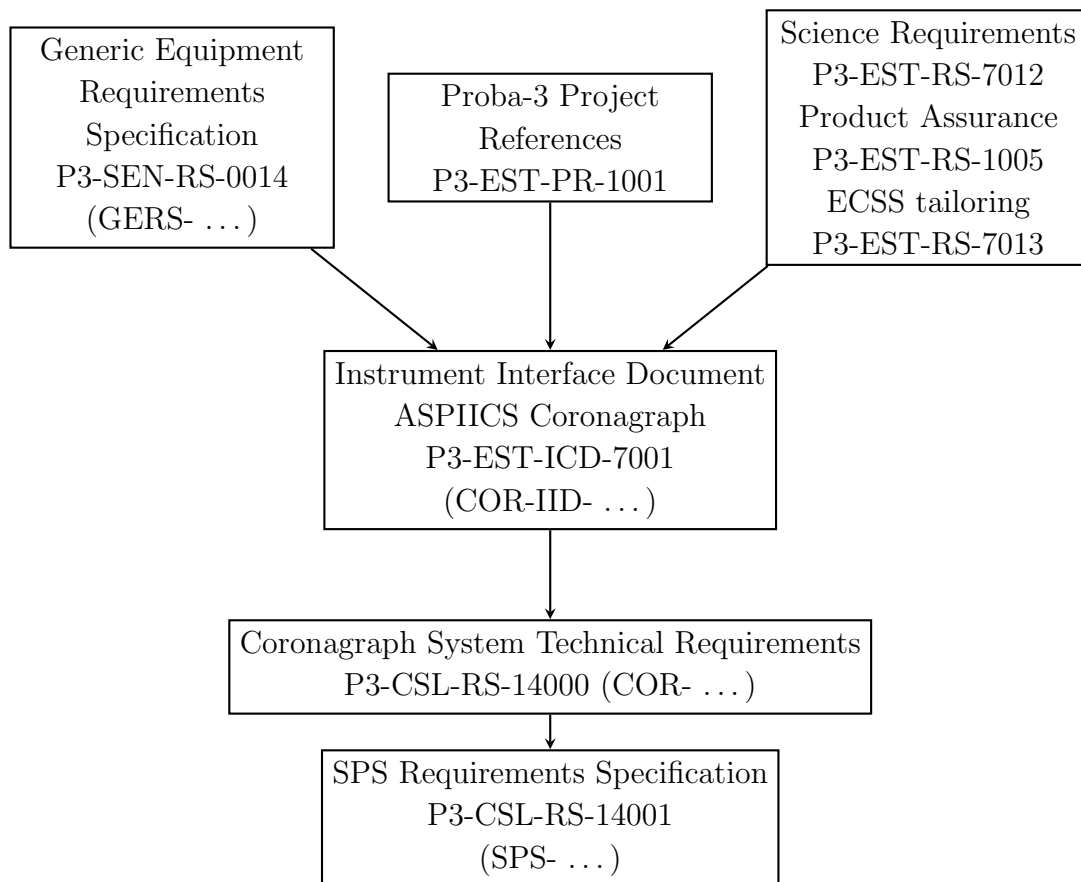 Generic Equipment
Requirements
Specification
P3-SEN-RS-0014
(GERS- ...)
Proba-3 Project
References
P3-EST-PR-1001
Science Requirements
P3-EST-RS-7012
Product Assurance
P3-EST-RS-1005
ECSS tailoring
P3-EST-RS-7013
Instrument Interface Document
ASPIICS Coronagraph
P3-EST-ICD-7001
(COR-IID- ...)
Coronagraph System Technical Requirements
P3-CSL-RS-14000 (COR- ...)
SPS Requirements Specification
P3-CSL-RS-14001
(SPS- ...)